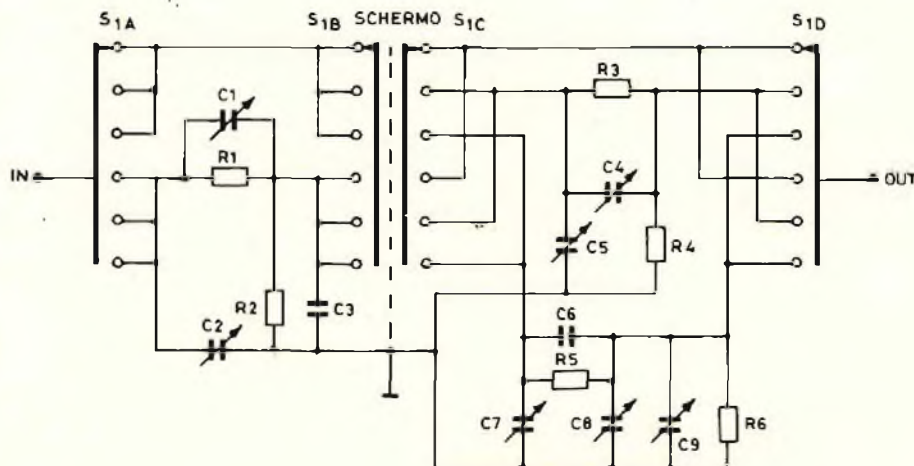 S1A S1B SCHERMO S1C S1D
R3
C1
R1
C4
IN OUT
C5
R4
R2 C3
C2
C6
R5
C7 C8 C9 R6